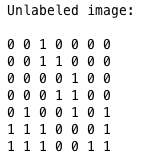 Unlabeled image:
0 0 1 0 0 0 0
0 0 1 1 0 0 0
0 0 0 0 1 0 0
0 0 0 1 1 0 0
0 1 0 0 1 0 1
1 1 1 0 0 0 1
1 1 1 0 0 1 1